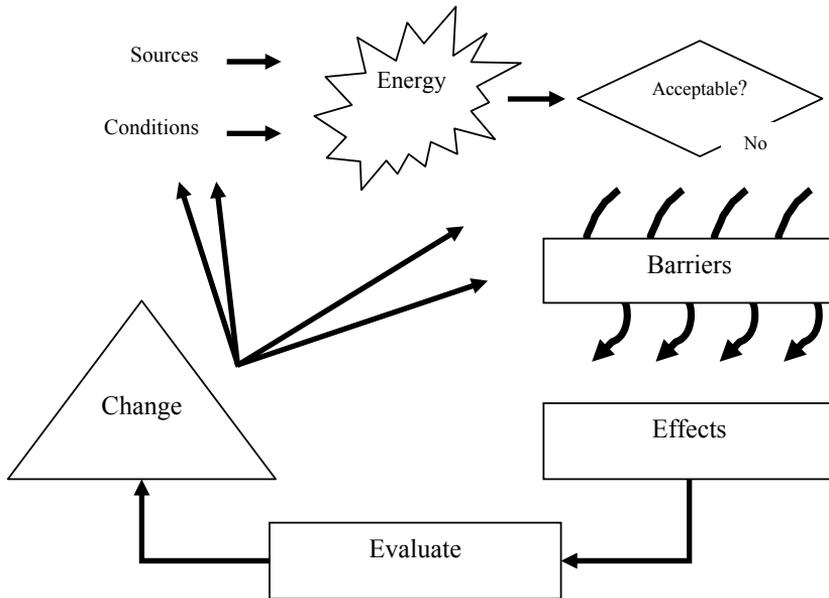 Sources
Energy
Acceptable?
Conditions
No
Barriers
Change
Effects
Evaluate